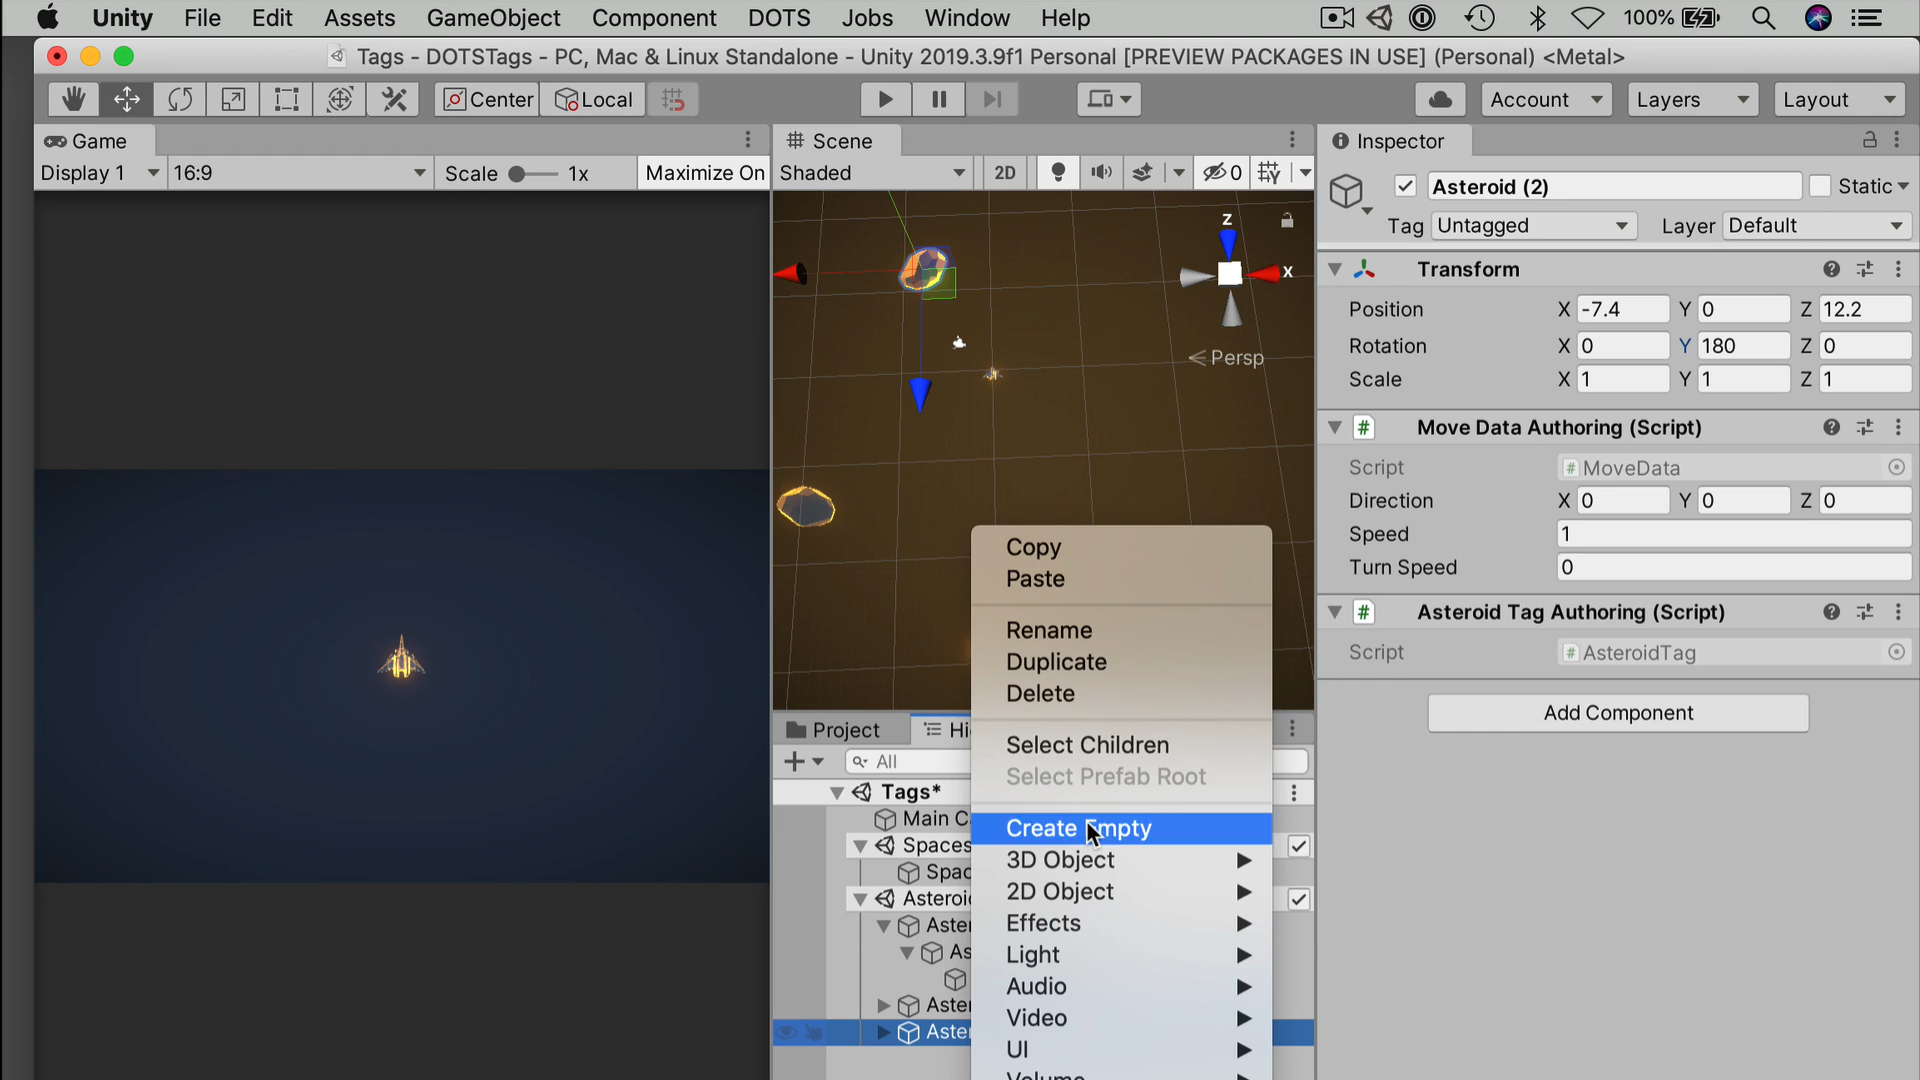 Unity File Edit Assets GameObject Component DOTS Jobs Window Help 100%
Tags - DOTSTags - PC, Mac & Linux Standalone - Unity 2019.3.9f1 Personal [PREVIEW PACKAGES IN USE] (Personal) <Metal>
Center Local Account Layers Layout
Game
Display 1 16:9 Scale 1x Maximize On
Scene
Shaded 2D 0
z
x
Persp
Copy
Paste
Rename
Duplicate
Delete
Select Children
Select Prefab Root
Create Empty
3D Object
2D Object
Effects
Light
Audio
Video
UI
Project
All
Tags*
Main
Inspector
Asteroid (2) Static
Tag Untagged Layer Default
Transform
Position X -7.4 Y 0 Z 12.2
Rotation X 0 Y 180 Z 0
Scale X 1 Y 1 Z 1
# Move Data Authoring (Script)
Script # MoveData
Direction X 0 Y 0 Z 0
Speed 1
Turn Speed 0
# Asteroid Tag Authoring (Script)
Script # AsteroidTag
Add Component